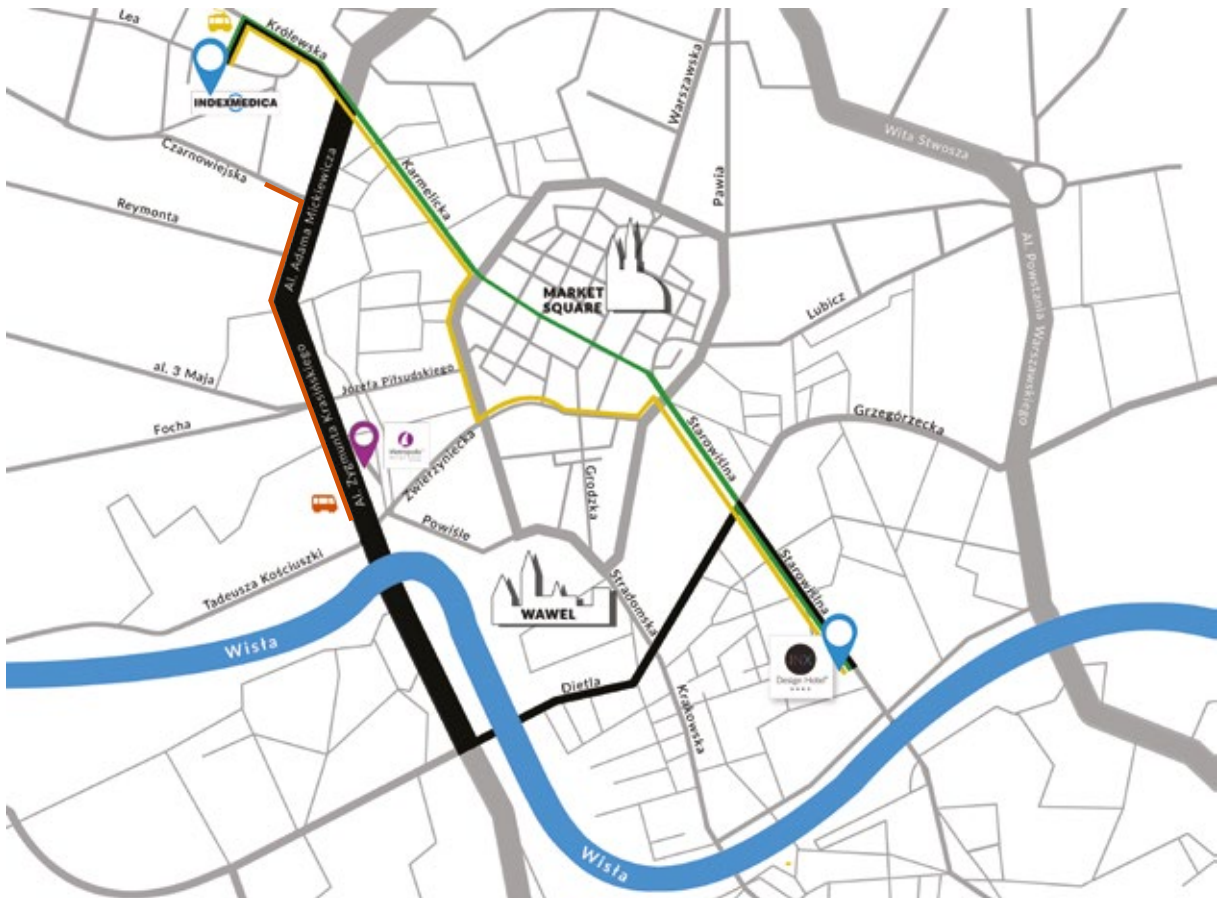 Lea
Królewska
INDEXMEDICA
Czarnowiejska
Reymonta
Al. Adama Mickiewicza
Karmelicka
Warszawska
Pawia
Wita Stwosza
Al. Powstania Warszawskiego
MARKET
SQUARE
Lubicz
al. 3 Maja
Józefa Piłsudskiego
Focha
Al. Zygmunta Krasińskiego
Metropolis
Zwierzyniecka
Grodzka
Starowiślna
Grzegórzecka
Powiśle
Tadeusza Kościuszki
Starowiślna
Stradomska
WAWEL
Wisła
INX
Design Hotel
Dietla
Krakowska
Wisła